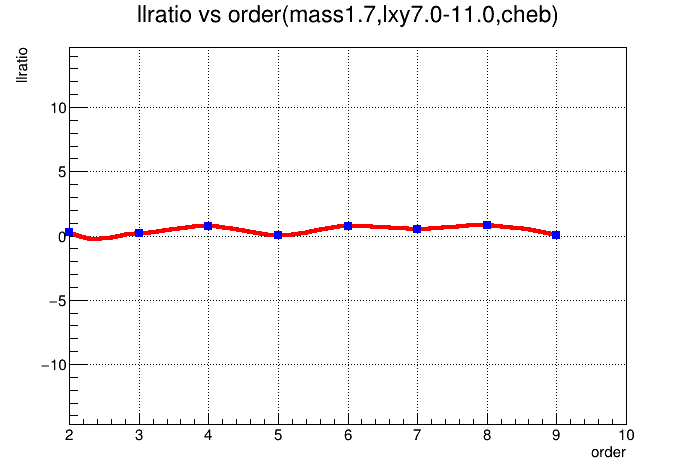 llratio vs order(mass1.7,lxy7.0-11.0,cheb)
llratio
10
5
0
−5
−10
2 3 4 5 6 7 8 9 10
order